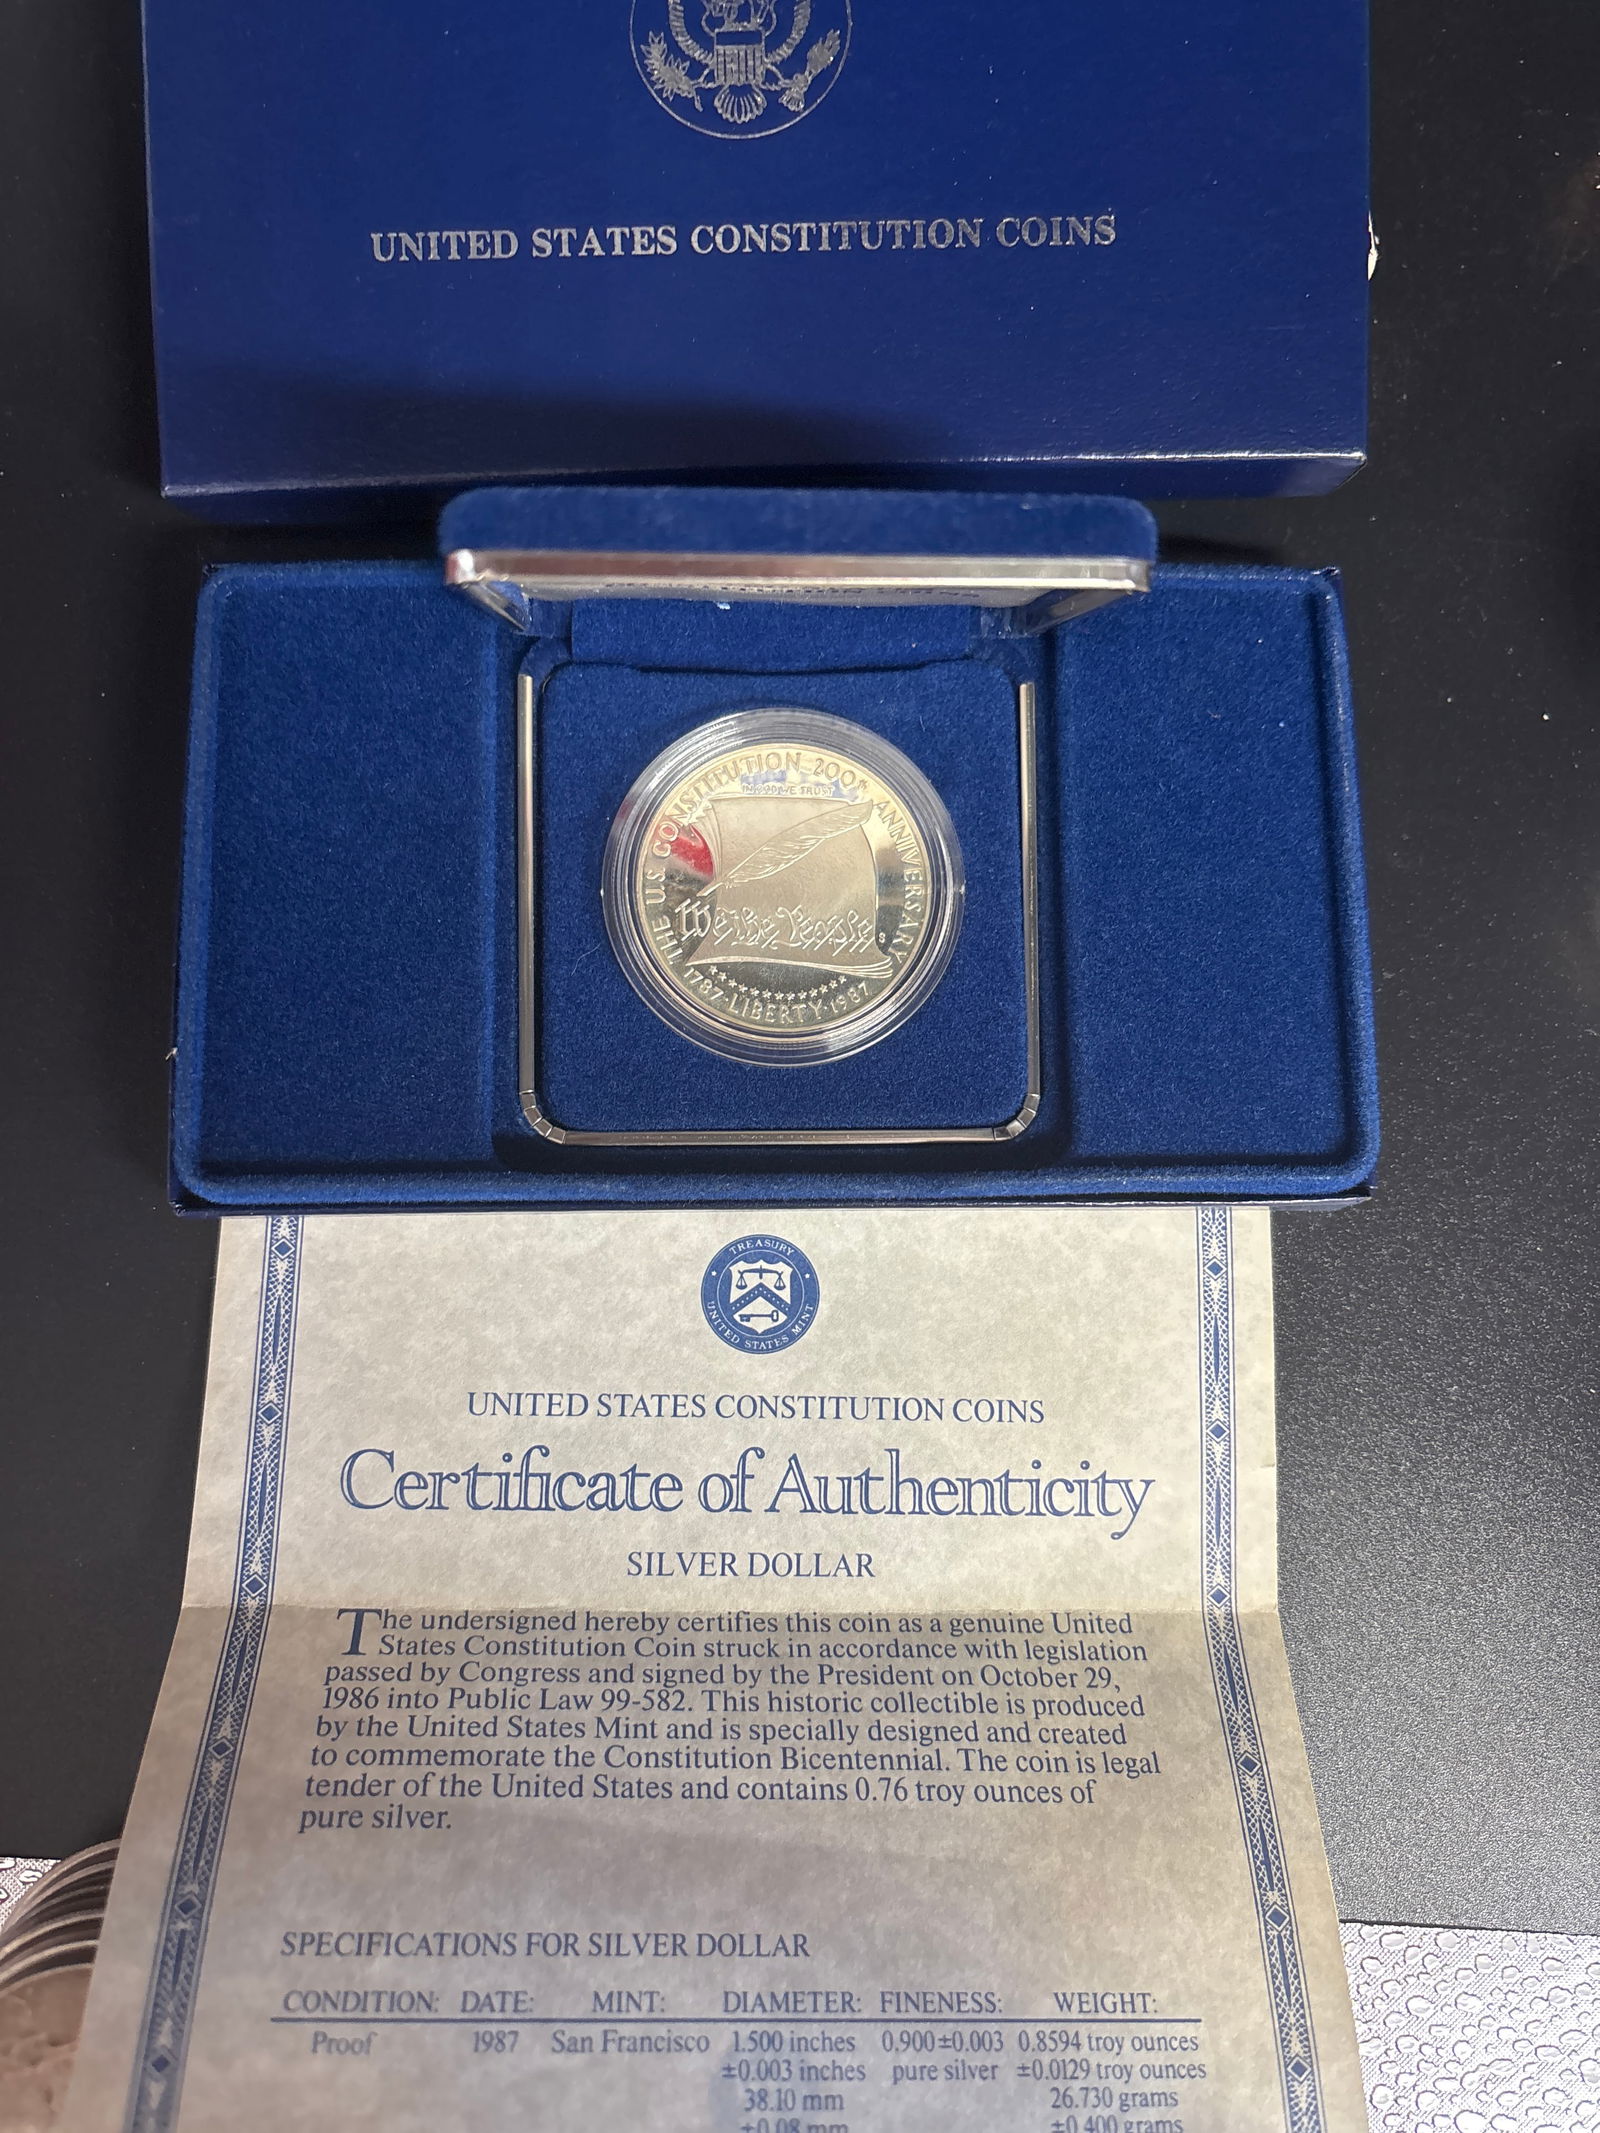 UNITED STATES CONSTITUTION COINS
THE U.S. CONSTITUTION 200th ANNIVERSARY
IN GOD WE TRUST
We the People
S
1787·LIBERTY·1987
TREASURY
UNITED STATES MINT
UNITED STATES CONSTITUTION COINS
Certificate of Authenticity
SILVER DOLLAR
The undersigned hereby certifies this coin as a genuine United
States Constitution Coin struck in accordance with legislation
passed by Congress and signed by the President on October 29,
1986 into Public Law 99-582. This historic collectible is produced
by the United States Mint and is specially designed and created
to commemorate the Constitution Bicentennial. The coin is legal
tender of the United States and contains 0.76 troy ounces of
pure silver.
SPECIFICATIONS FOR SILVER DOLLAR
CONDITION: DATE: MINT: DIAMETER: FINENESS: WEIGHT:
Proof 1987 San Francisco 1.500 inches 0.900±0.003 0.8594 troy ounces
±0.003 inches pure silver ±0.0129 troy ounces
38.10 mm 26.730 grams
±0.08 mm ±0.400 grams